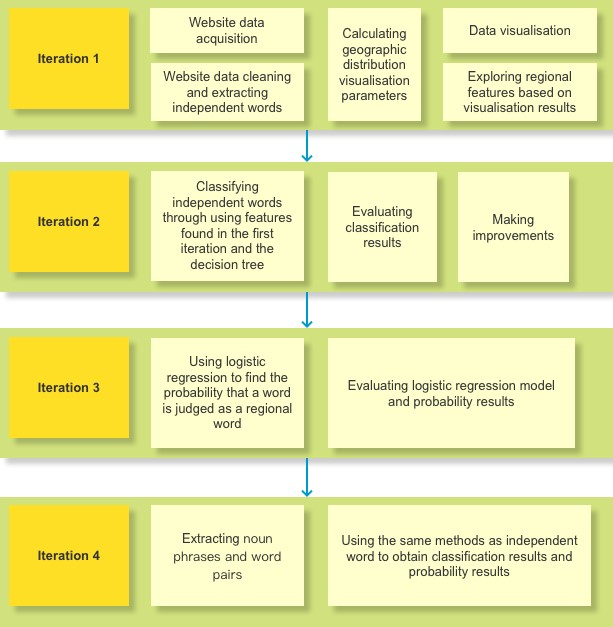 Iteration 1
Website data
acquisition
Website data cleaning
and extracting
independent words
Calculating
geographic
distribution
visualisation
parameters
Data visualisation
Exploring regional
features based on
visualisation results
Iteration 2
Classifying
independent words
through using features
found in the first
iteration and the
decision tree
Evaluating
classification
results
Making
improvements
Iteration 3
Using logistic
regression to find the
probability that a word
is judged as a regional
word
Evaluating logistic regression model
and probability results
Iteration 4
Extracting noun
phrases and word
pairs
Using the same methods as independent
word to obtain classification results and
probability results